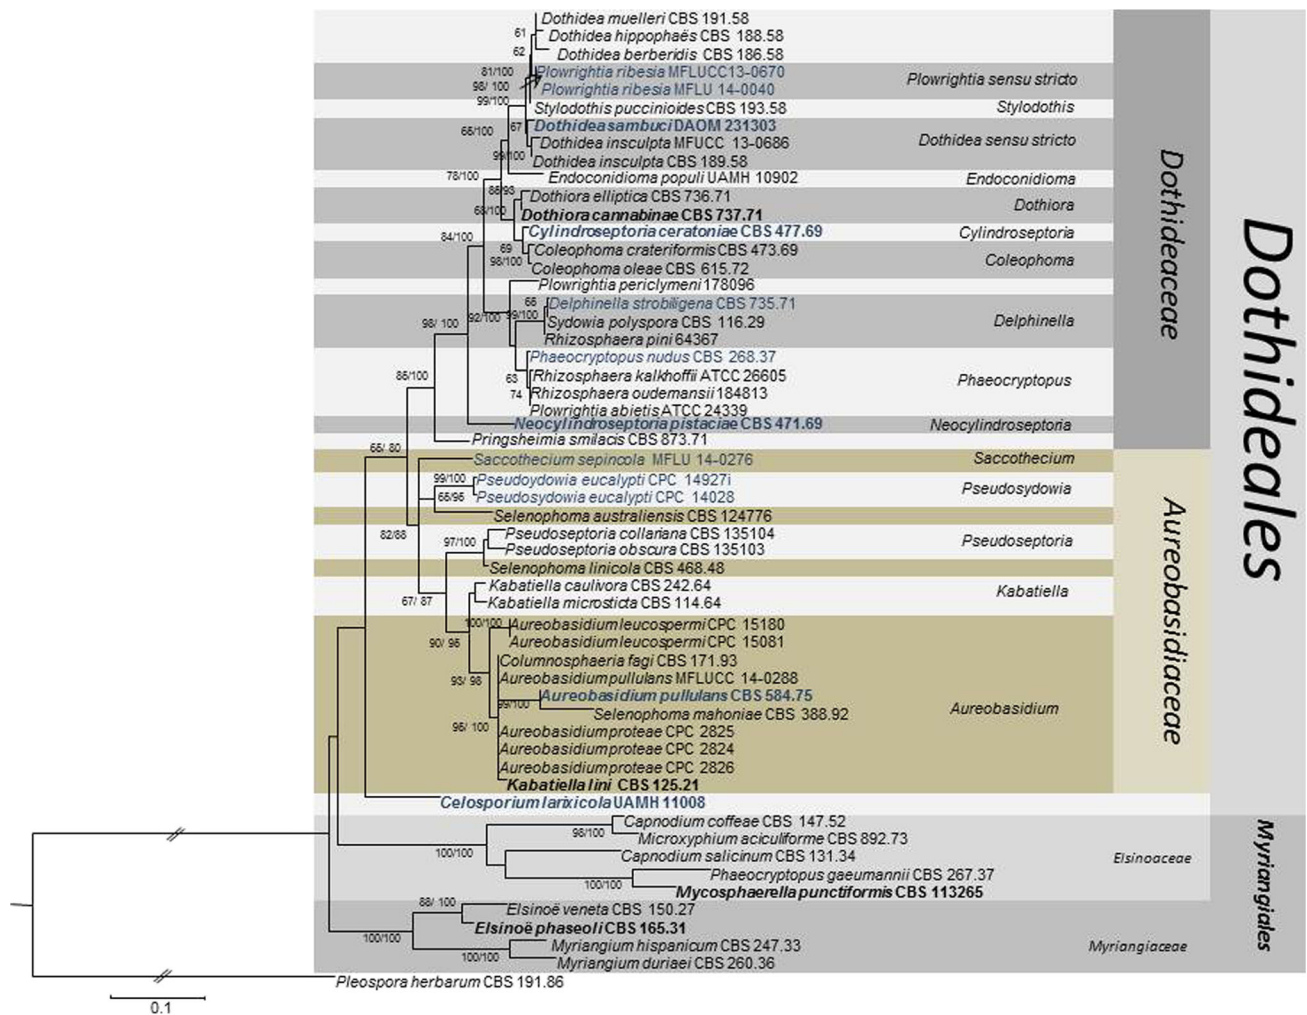 Dothidea muelleri CBS 191.58
61
Dothidea hippophaës CBS 188.58
62
Dothidea berberidis CBS 186.58
81/100
Plowrightia ribesia MFLUCC13-0670
Plowrightia sensu stricto
98/ 100
Plowrightia ribesia MFLU 14-0040
99/100
Stylodothis puccinioides CBS 193.58
Stylodothis
67
Dothidea sambuci DAOM 231303
66/100
Dothidea insculpta MFUCC 13-0686
Dothidea sensu stricto
99/100
Dothidea insculpta CBS 189.58
78/100
Endoconidioma populi UAMH 10902
Endoconidioma
86/93
Dothiora elliptica CBS 736.71
Dothiora
68/100
Dothiora cannabinae CBS 737.71
84/100
Cylindroseptoria ceratoniae CBS 477.69
Cylindroseptoria
69
Coleophoma crateriformis CBS 473.69
98/100
Coleophoma oleae CBS 615.72
Coleophoma
Plowrightia periclymeni 178096
66
Delphinella strobiligena CBS 735.71
92/100
99/100
Sydowia polyspora CBS 116.29
Delphinella
98/ 100
Rhizosphaera pini 64367
Phaeocryptopus nudus CBS 268.37
86/100
63
Rhizosphaera kalkhoffii ATCC 26605
Phaeocryptopus
74
Rhizosphaera oudemansii 184813
Plowrightia abietis ATCC 24339
Neocylindroseptoria pistaciae CBS 471.69
Neocylindroseptoria
Pringsheimia smilacis CBS 873.71
Dothideaceae
66/ 80
Saccothecium sepincola MFLU 14-0276
Saccothecium
99/100
Pseudoydowia eucalypti CPC 14927i
66/96
Pseudosydowia eucalypti CPC 14028
Pseudosydowia
Selenophoma australiensis CBS 124776
82/88
Pseudoseptoria collariana CBS 135104
97/100
Pseudoseptoria obscura CBS 135103
Pseudoseptoria
Selenophoma linicola CBS 468.48
Kabatiella caulivora CBS 242.64
Kabatiella
67/ 87
Kabatiella microsticta CBS 114.64
100/100
Aureobasidium leucospermi CPC 15180
90/ 95
Aureobasidium leucospermi CPC 15081
Columnosphaeria fagi CBS 171.93
93/ 98
Aureobasidium pullulans MFLUCC 14-0288
Aureobasidium pullulans CBS 584.75
99/100
Selenophoma mahoniae CBS 388.92
Aureobasidium
95/ 100
Aureobasidium proteae CPC 2825
Aureobasidium proteae CPC 2824
Aureobasidium proteae CPC 2826
Kabatiella lini CBS 125.21
Aureobasidiaceae
Celosporium larixicola UAMH 11008
Dothideales
Capnodium coffeae CBS 147.52
98/100
Microxyphium aciculiforme CBS 892.73
100/100
Capnodium salicinum CBS 131.34
Elsinoaceae
Phaeocryptopus gaeumannii CBS 267.37
100/100
Mycosphaerella punctiformis CBS 113265
88/ 100
Elsinoë veneta CBS 150.27
Elsinoë phaseoli CBS 165.31
100/100
Myriangium hispanicum CBS 247.33
Myriangiaceae
100/100
Myriangium duriaei CBS 260.36
Myriangiales
Pleospora herbarum CBS 191.86
0.1